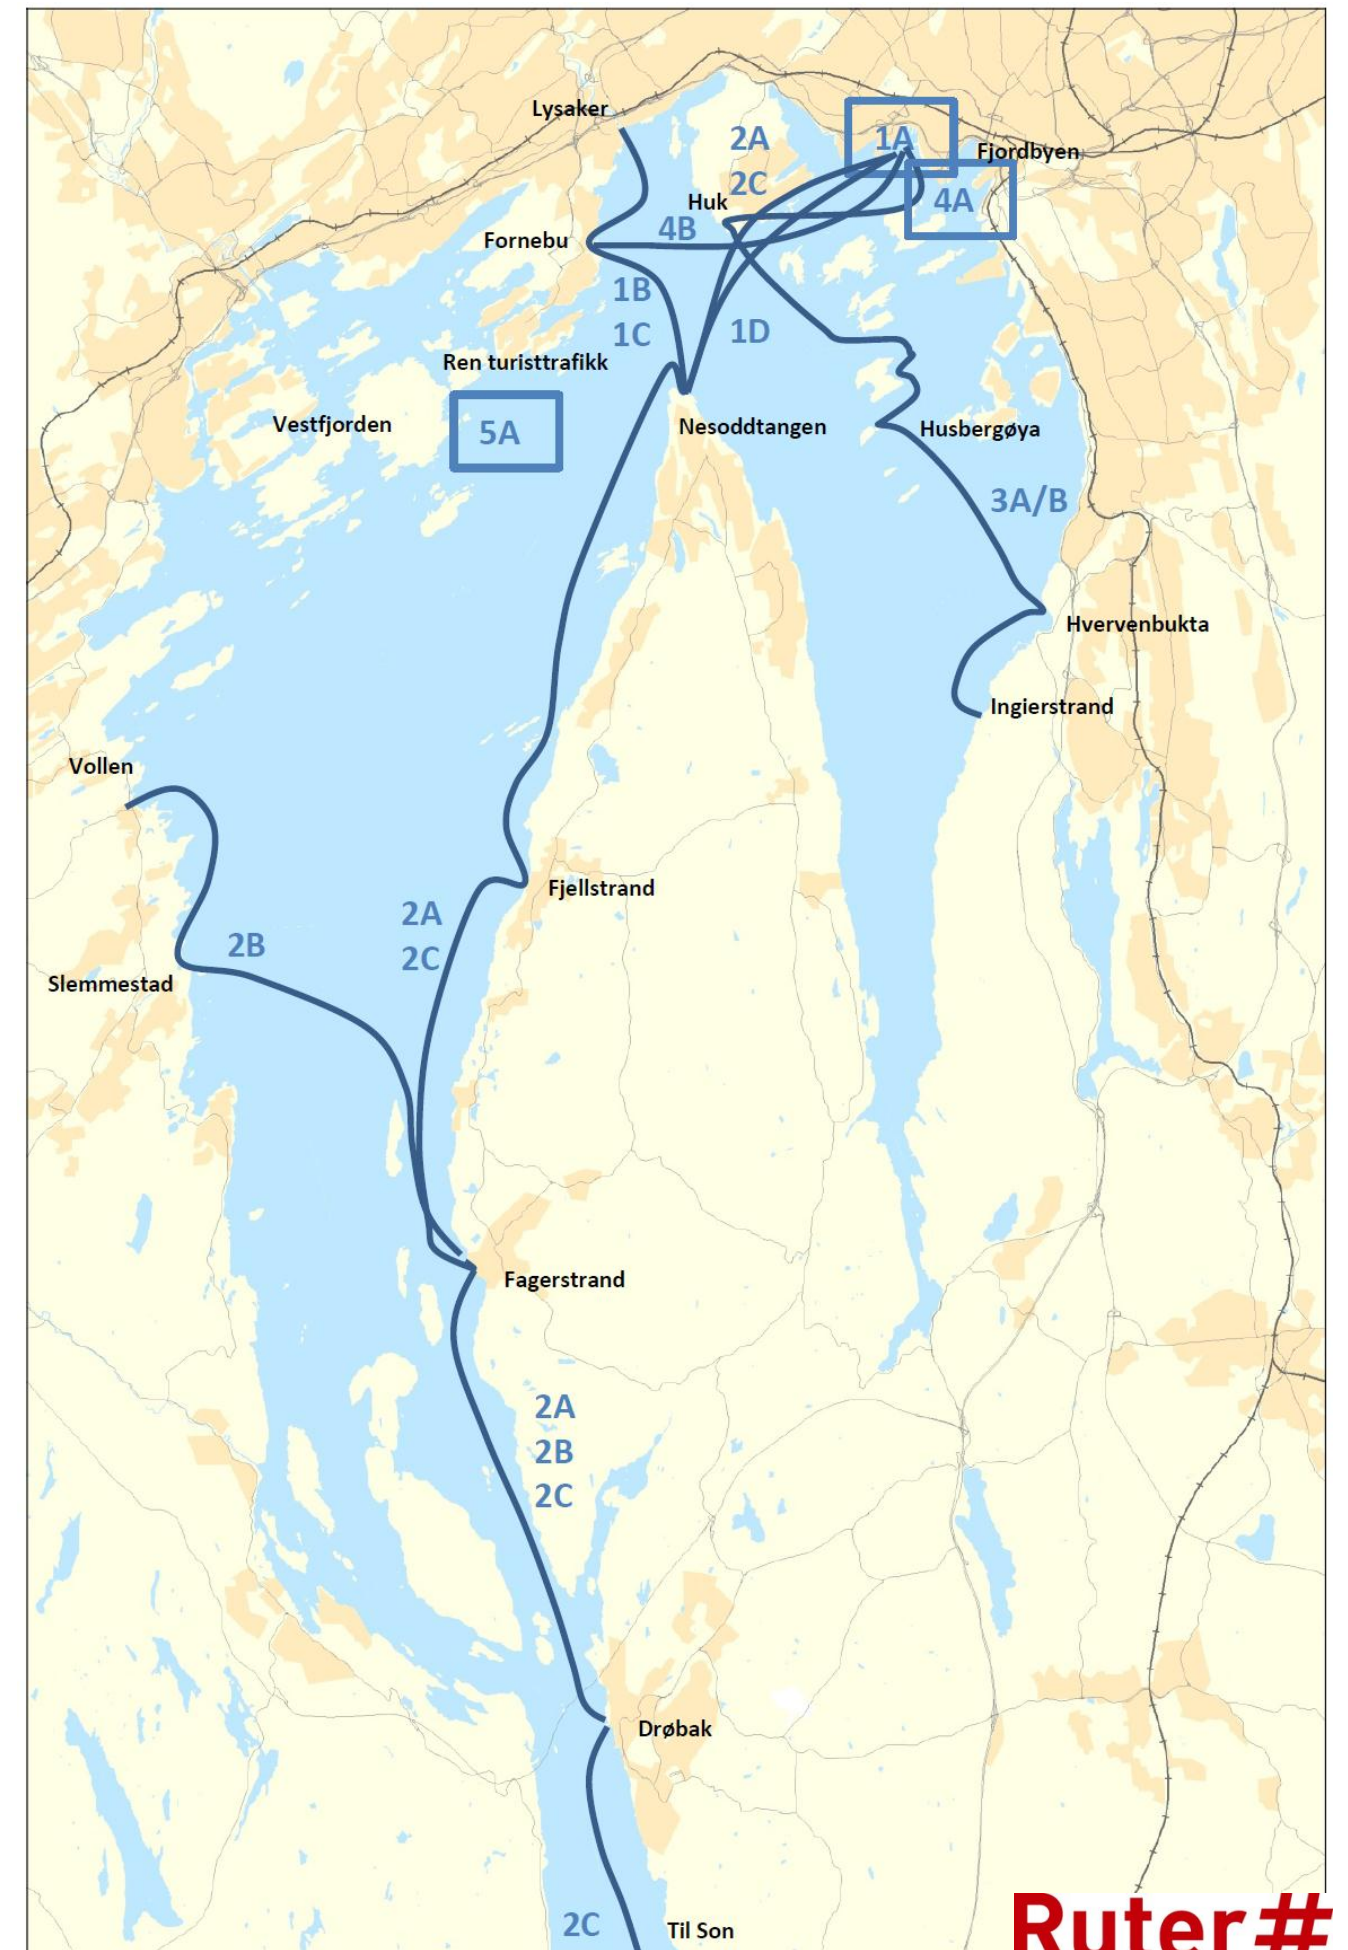 Lysaker
2A
1A
Fjordbyen
2C
Huk
4A
4B
Fornebu
1B
1C
1D
Ren turisttrafikk
Vestfjorden
5A
Nesoddtangen
Husbergøya
3A/B
Hvervenbukta
Ingierstrand
Vollen
Fjellstrand
2A
2B
2C
Slemmestad
Fagerstrand
2A
2B
2C
Drøbak
2C
Til Son
Ruter#